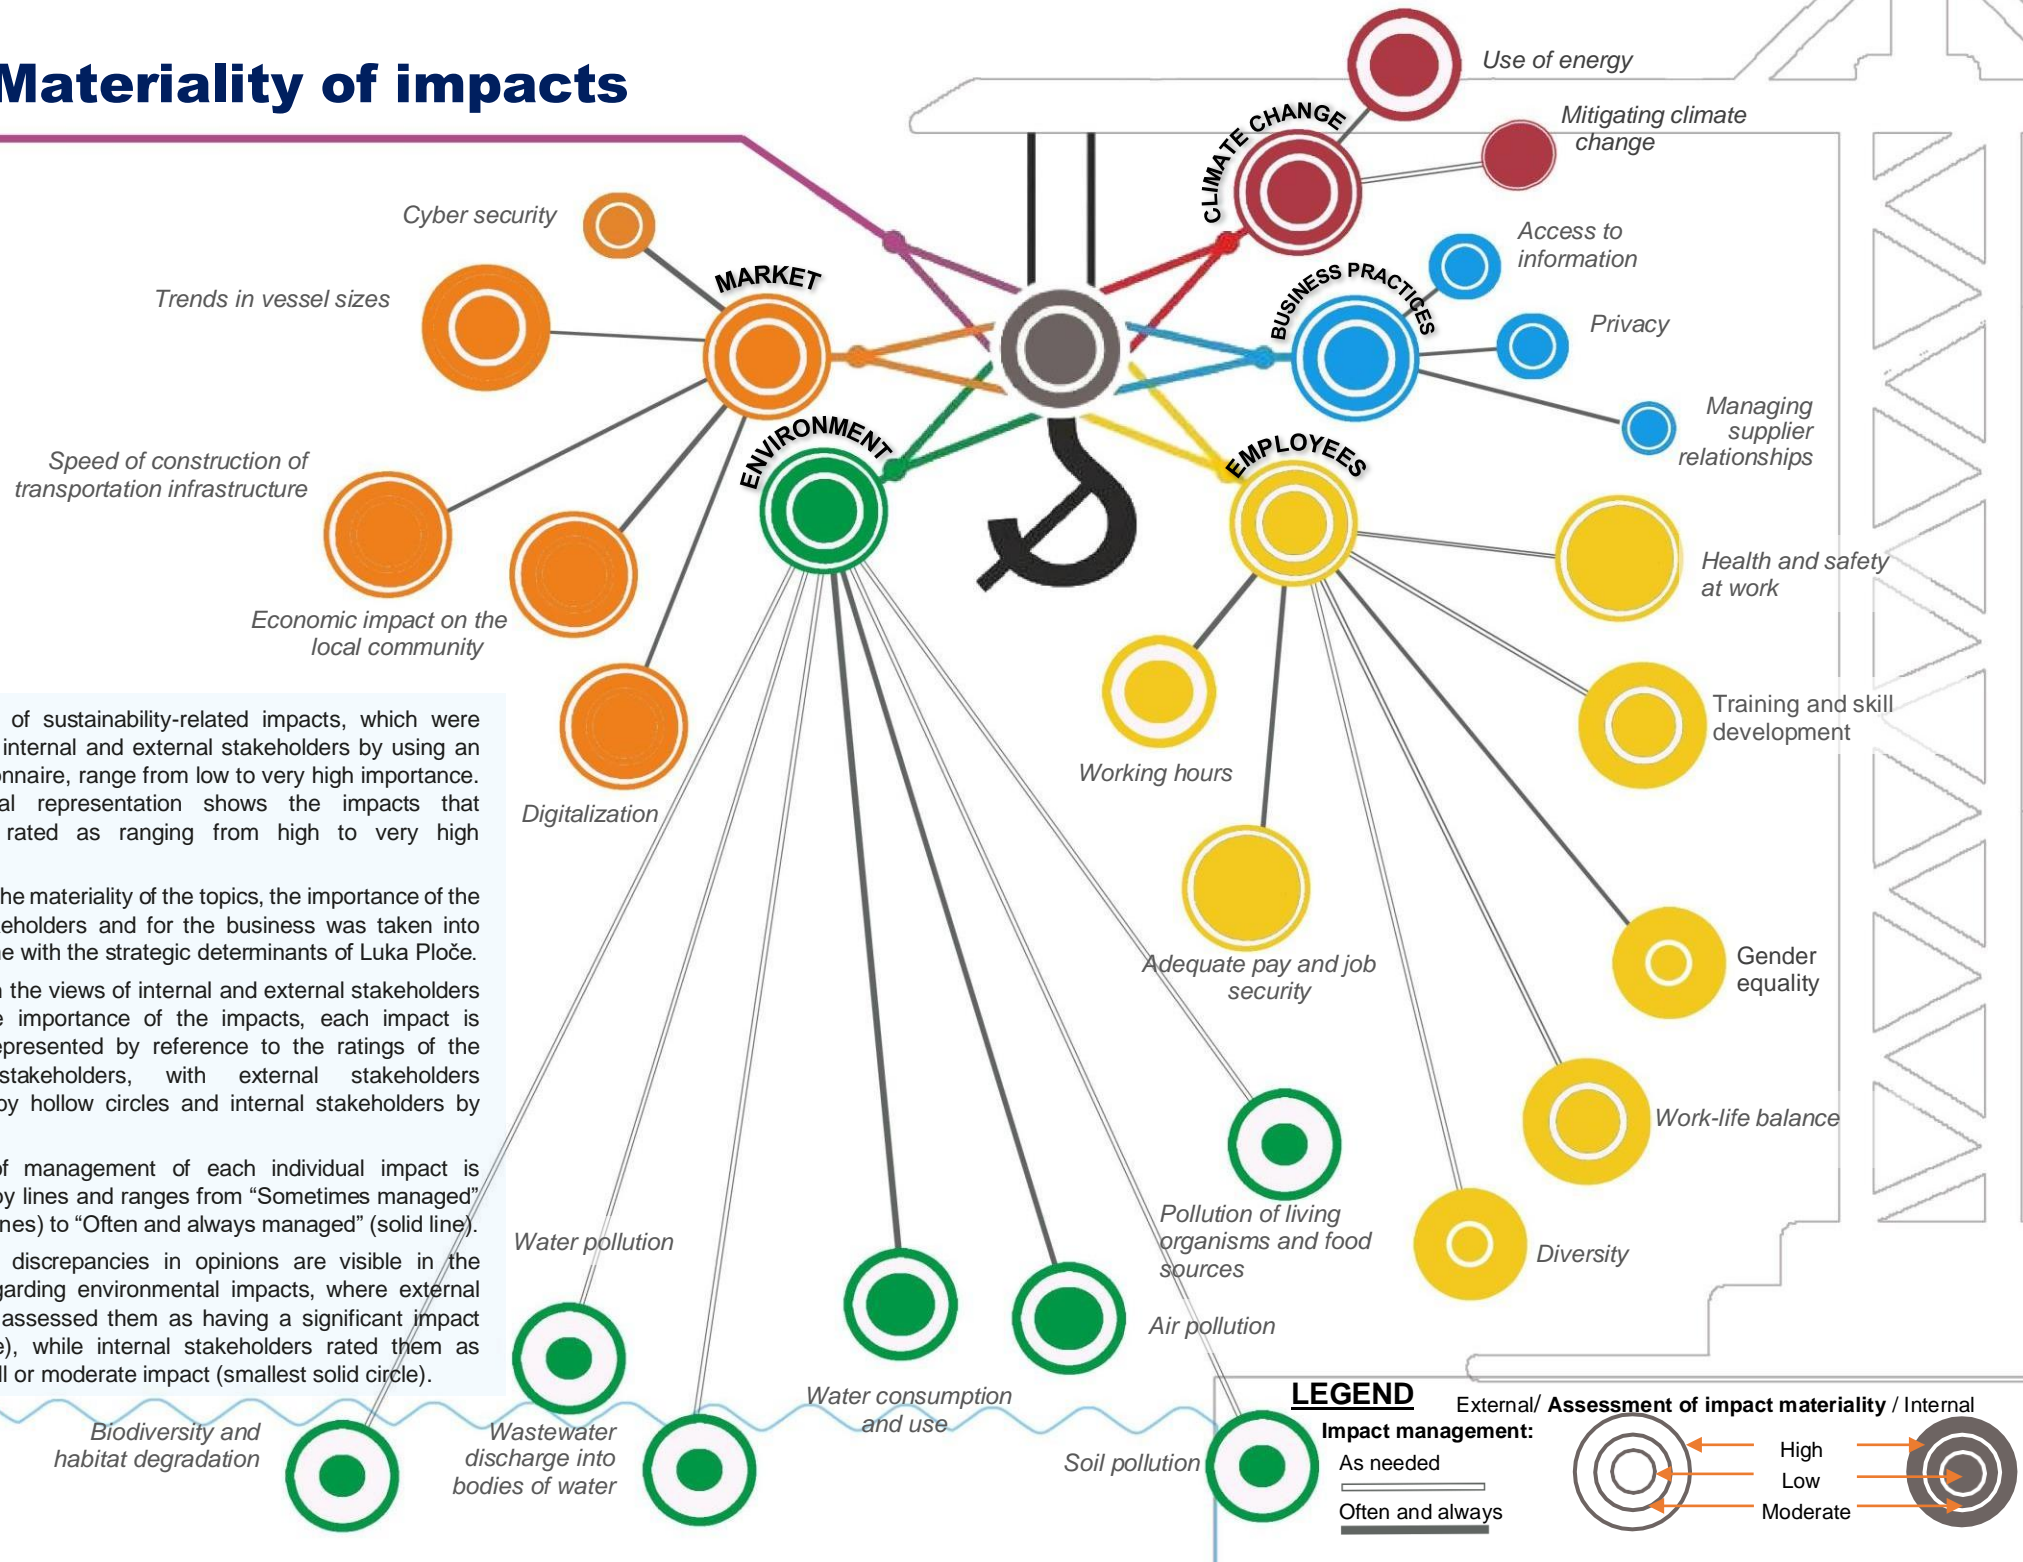 Materiality of impacts
Use of energy
Mitigating climate
change
CLIMATE CHANGE
Cyber security
Access to
information
Trends in vessel sizes
MARKET
BUSINESS PRACTICES
Privacy
Managing
supplier
relationships
Speed of construction of
transportation infrastructure
ENVIRONMENT
EMPLOYEES
Health and safety
at work
Economic impact on the
local community
Training and skill
development
Working hours
Digitalization
of sustainability-related impacts, which were
internal and external stakeholders by using an
onnaire, range from low to very high importance.
al representation shows the impacts that
rated as ranging from high to very high
he materiality of the topics, the importance of the
eholders and for the business was taken into
e with the strategic determinants of Luka Ploče.
the views of internal and external stakeholders
e importance of the impacts, each impact is
epresented by reference to the ratings of the
stakeholders, with external stakeholders
by hollow circles and internal stakeholders by
of management of each individual impact is
by lines and ranges from “Sometimes managed”
nes) to “Often and always managed” (solid line).
discrepancies in opinions are visible in the
garding environmental impacts, where external
assessed them as having a significant impact
e), while internal stakeholders rated them as
ll or moderate impact (smallest solid circle).
Adequate pay and job
security
Gender
equality
Work-life balance
Pollution of living
organisms and food
sources
Diversity
Water pollution
Air pollution
Water consumption
and use
Biodiversity and
habitat degradation
Wastewater
discharge into
bodies of water
Soil pollution
LEGEND
External/ Assessment of impact materiality / Internal
Impact management:
As needed
Often and always
High
Low
Moderate